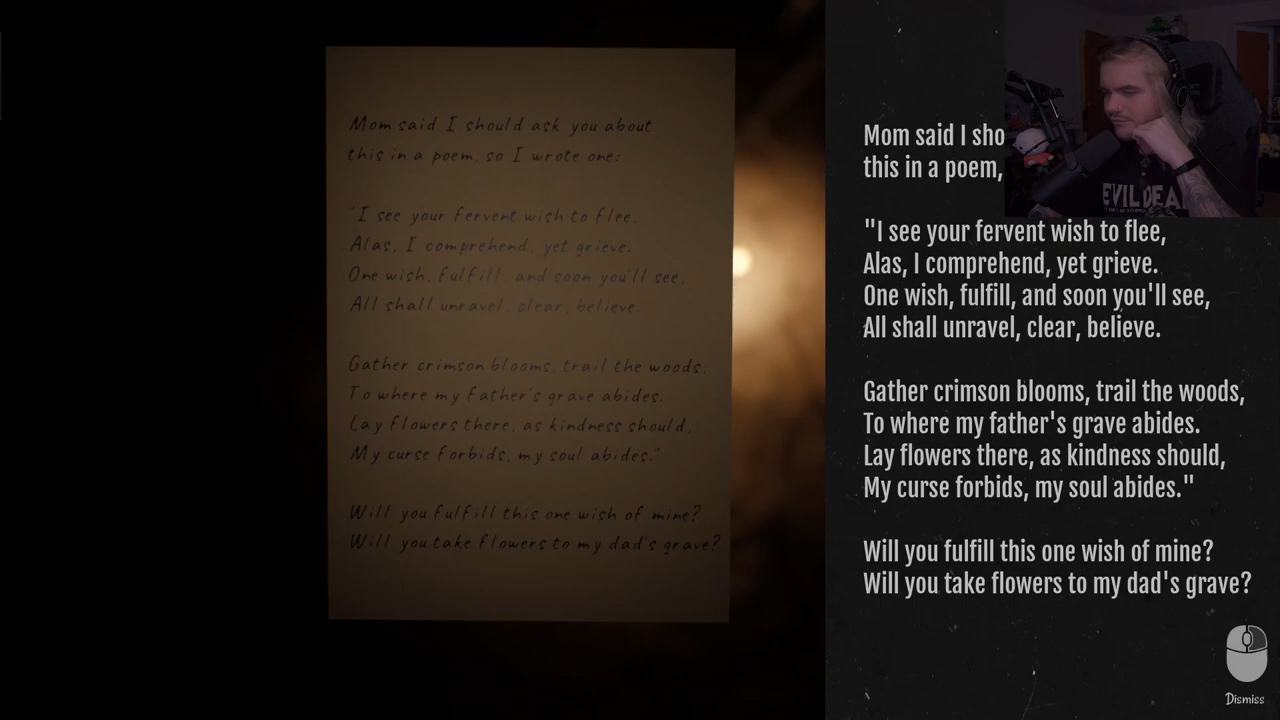 Mom said I should ask you about
this in a poem, so I wrote one:
"I see your fervent wish to flee,
Alas, I comprehend, yet grieve.
One wish, fulfill, and soon you'll see,
All shall unravel, clear, believe.
Gather crimson blooms, trail the woods,
To where my father's grave abides.
Lay flowers there, as kindness should,
My curse forbids, my soul abides."
Will you fulfill this one wish of mine?
Will you take flowers to my dad's grave?
Mom said I sho
this in a poem,
"I see your fervent wish to flee,
Alas, I comprehend, yet grieve.
One wish, fulfill, and soon you'll see,
All shall unravel, clear, believe.
Gather crimson blooms, trail the woods,
To where my father's grave abides.
Lay flowers there, as kindness should,
My curse forbids, my soul abides."
Will you fulfill this one wish of mine?
Will you take flowers to my dad's grave?
EVIL DEA
Dismiss